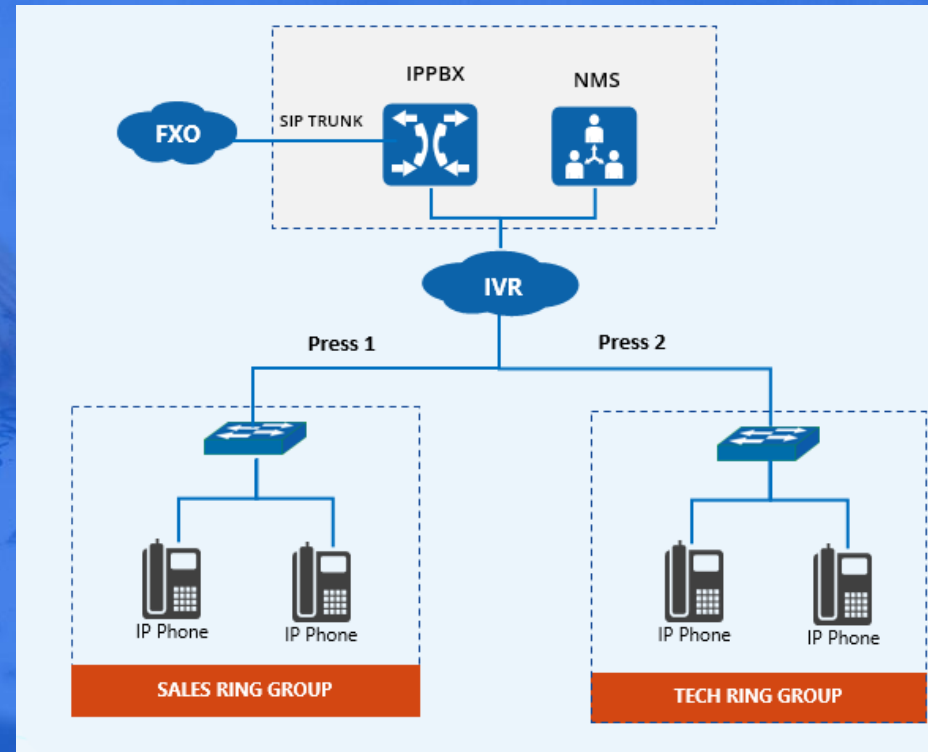 IPPBX
NMS
FXO
SIP TRUNK
IVR
Press 1
Press 2
IP Phone
IP Phone
IP Phone
IP Phone
SALES RING GROUP
TECH RING GROUP